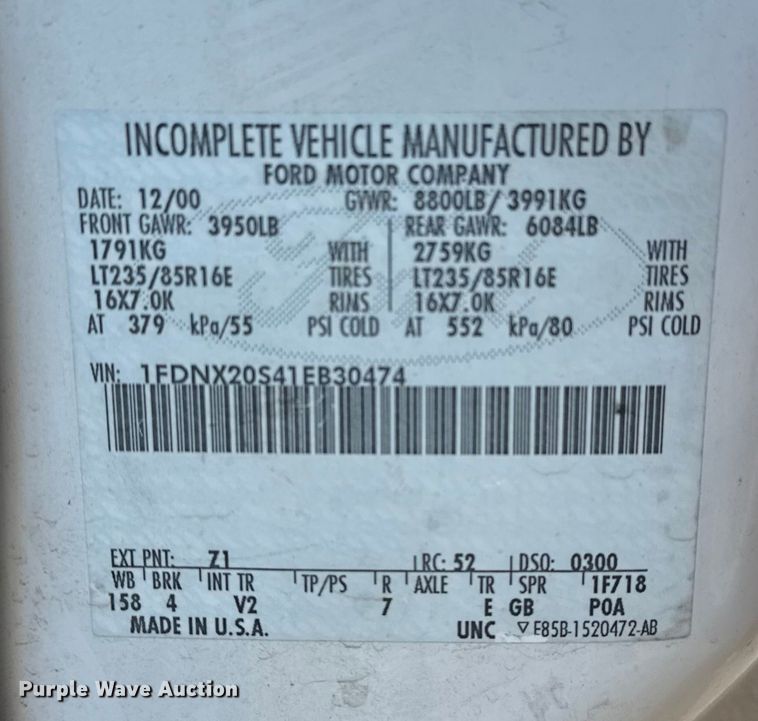 INCOMPLETE VEHICLE MANUFACTURED BY
FORD MOTOR COMPANY
DATE: 12/00 GVWR: 8800LB/ 3991KG
FRONT GAWR: 3950LB REAR GAWR: 6084LB
1791KG WITH 2759KG WITH
LT235/85R16E TIRES LT235/85R16E TIRES
16X7.0K RIMS 16X7.0K RIMS
AT 379 kPa/55 PSI COLD AT 552 kPa/80 PSI COLD
VIN: 1FDNX20S41EB30474
EXT PNT: Z1 RC: 52 DSO: 0300
WB BRK INT TR TP/PS R AXLE TR SPR 1F718
158 4 V2 7 E GB P0A
MADE IN U.S.A. UNC ▽ E85B-1520472-AB
Purple Wave Auction